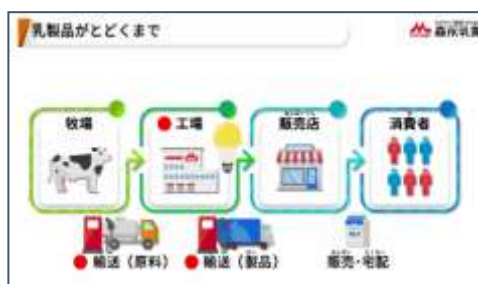 乳製品がとどくまで
森永乳業
牧場
工場
販売店
消費者
輸送（原料）
輸送（製品）
販売・宅配